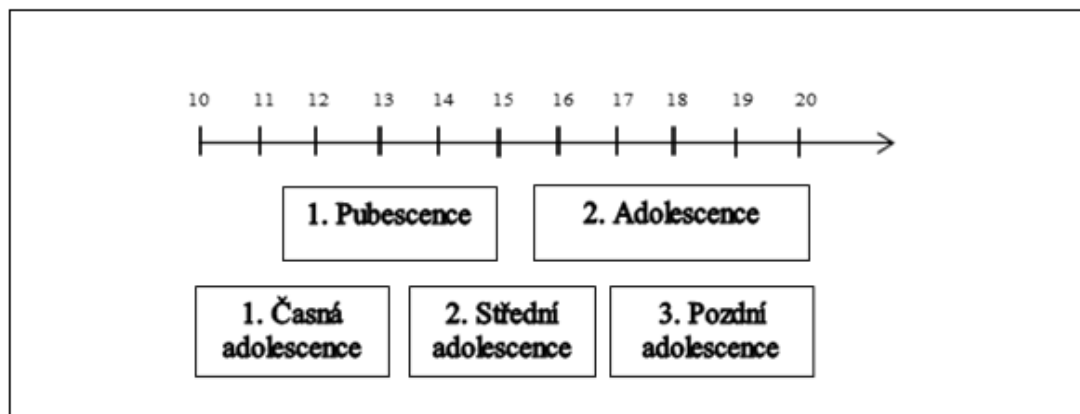 10 11 12 13 14 15 16 17 18 19 20
1. Pubescence
2. Adolescence
1. Časná
adolescence
2. Střední
adolescence
3. Pozdní
adolescence